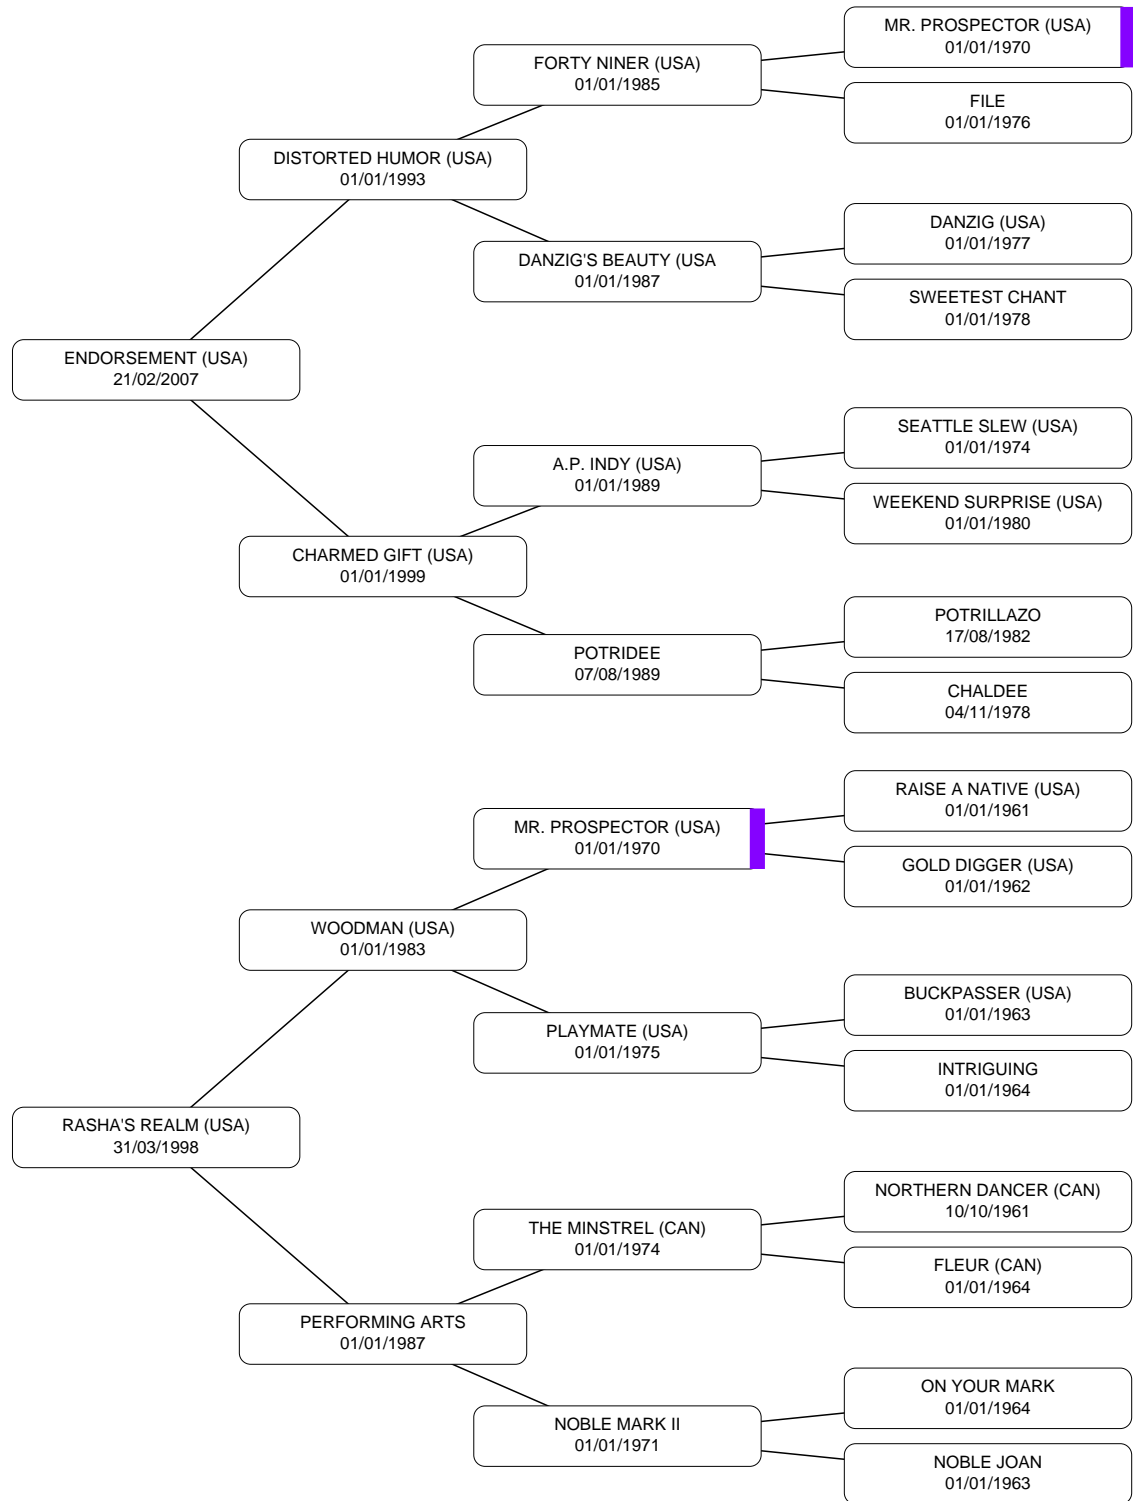 MR. PROSPECTOR (USA)
01/01/1970
FORTY NINER (USA)
01/01/1985
FILE
01/01/1976
DISTORTED HUMOR (USA)
01/01/1993
DANZIG (USA)
01/01/1977
DANZIG'S BEAUTY (USA
01/01/1987
SWEETEST CHANT
01/01/1978
ENDORSEMENT (USA)
21/02/2007
SEATTLE SLEW (USA)
01/01/1974
A.P. INDY (USA)
01/01/1989
WEEKEND SURPRISE (USA)
01/01/1980
CHARMED GIFT (USA)
01/01/1999
POTRILLAZO
17/08/1982
POTRIDEE
07/08/1989
CHALDEE
04/11/1978
RAISE A NATIVE (USA)
01/01/1961
MR. PROSPECTOR (USA)
01/01/1970
GOLD DIGGER (USA)
01/01/1962
WOODMAN (USA)
01/01/1983
BUCKPASSER (USA)
01/01/1963
PLAYMATE (USA)
01/01/1975
INTRIGUING
01/01/1964
RASHA'S REALM (USA)
31/03/1998
NORTHERN DANCER (CAN)
10/10/1961
THE MINSTREL (CAN)
01/01/1974
FLEUR (CAN)
01/01/1964
PERFORMING ARTS
01/01/1987
ON YOUR MARK
01/01/1964
NOBLE MARK II
01/01/1971
NOBLE JOAN
01/01/1963